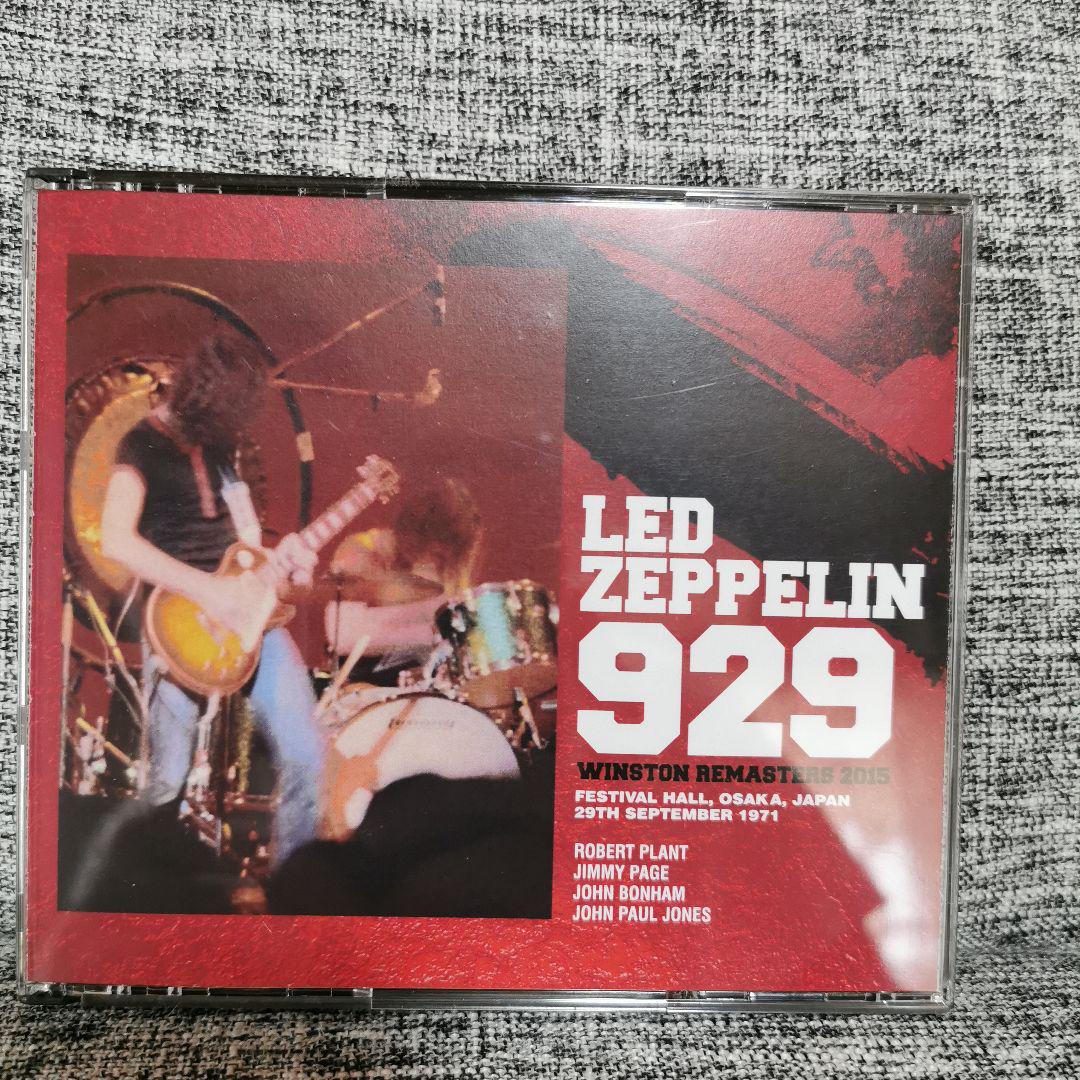 LED
ZEPPELIN
929
WINSTON REMASTERS 2015
FESTIVAL HALL, OSAKA, JAPAN
29TH SEPTEMBER 1971
ROBERT PLANT
JIMMY PAGE
JOHN BONHAM
JOHN PAUL JONES